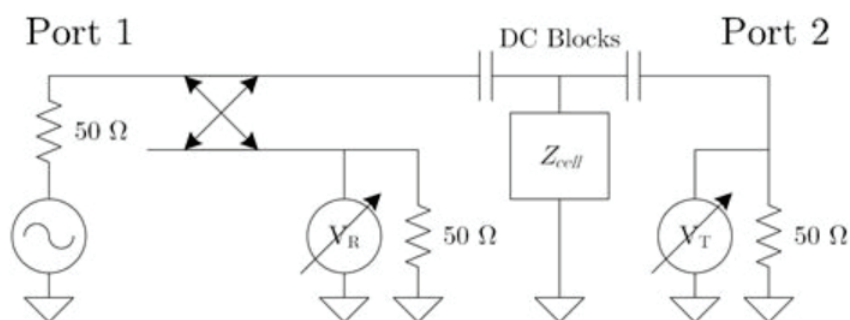 Port 1
DC Blocks
Port 2
50 Ω
Z_cell
V_R
50 Ω
V_T
50 Ω